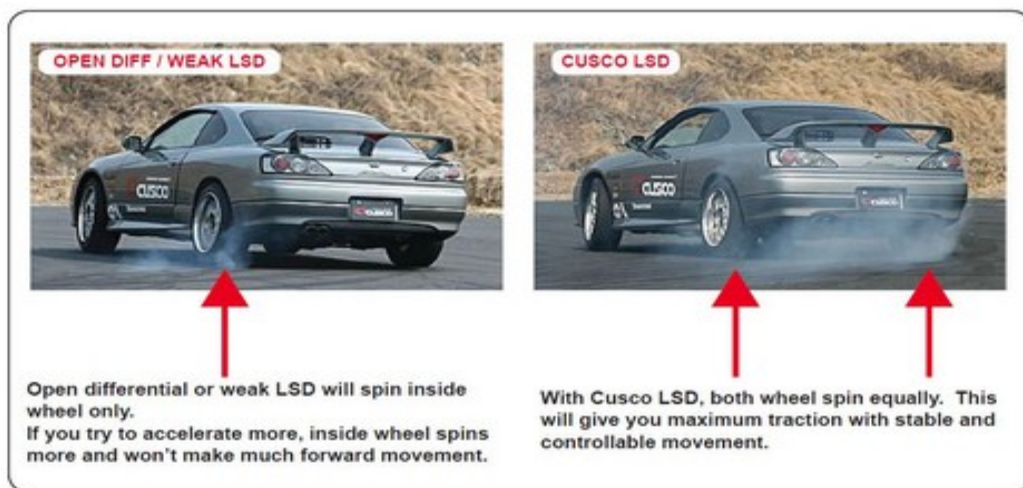 OPEN DIFF / WEAK LSD
CUSCO
CUSCO
Open differential or weak LSD will spin inside
wheel only.
If you try to accelerate more, inside wheel spins
more and won't make much forward movement.
CUSCO LSD
CUSCO
CUSCO
With Cusco LSD, both wheel spin equally. This
will give you maximum traction with stable and
controllable movement.